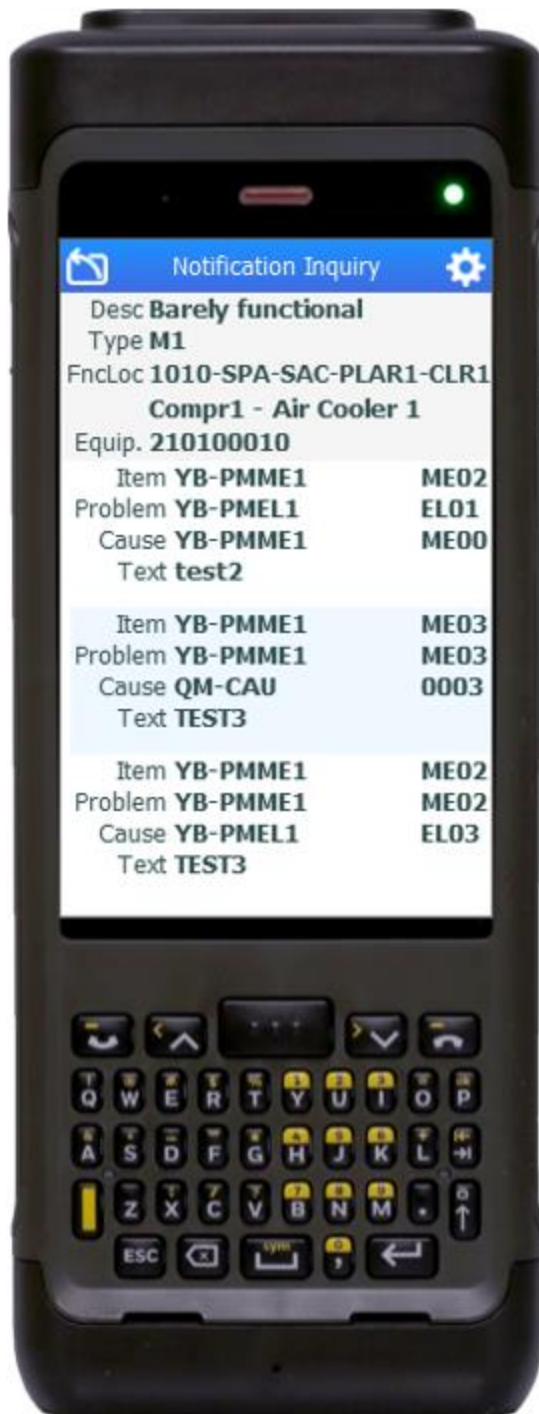 Notification Inquiry
Desc Barely functional
Type M1
FncLoc 1010-SPA-SAC-PLAR1-CLR1
Compr1 - Air Cooler 1
Equip. 210100010
Item YB-PMME1 ME02
Problem YB-PMEL1 EL01
Cause YB-PMME1 ME00
Text test2
Item YB-PMME1 ME03
Problem YB-PMME1 ME03
Cause QM-CAU 0003
Text TEST3
Item YB-PMME1 ME02
Problem YB-PMME1 ME02
Cause YB-PMEL1 EL03
Text TEST3
Q W E R T Y U I O P
A S D F G H J K L
Z X C V B N M .
ESC sym ,